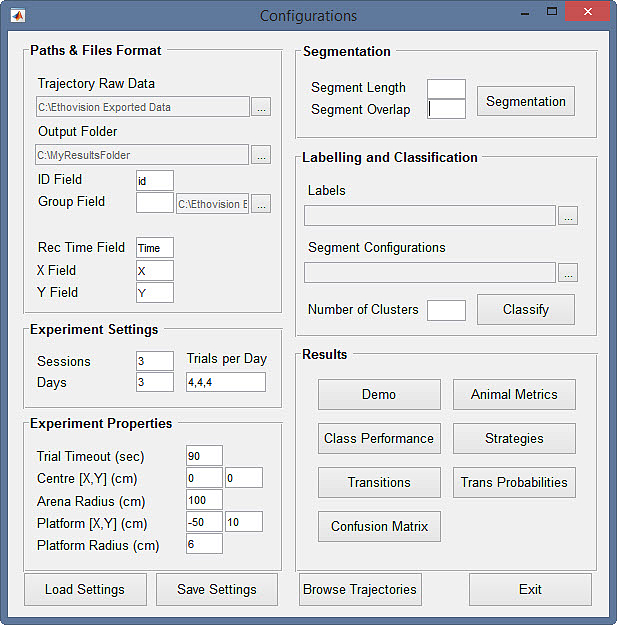 Configurations
Paths & Files Format
Trajectory Raw Data
C:\Ethovision Exported Data ...
Output Folder
C:\MyResultsFolder ...
ID Field id
Group Field C:\Ethovision E ...
Rec Time Field Time
X Field X
Y Field Y
Experiment Settings
Sessions 3 Trials per Day
Days 3 4,4,4
Experiment Properties
Trial Timeout (sec) 90
Centre [X,Y] (cm) 0 0
Arena Radius (cm) 100
Platform [X,Y] (cm) -50 10
Platform Radius (cm) 6
Load Settings Save Settings
Segmentation
Segment Length
Segment Overlap
Segmentation
Labelling and Classification
Labels
...
Segment Configurations
...
Number of Clusters Classify
Results
Demo Animal Metrics
Class Performance Strategies
Transitions Trans Probabilities
Confusion Matrix
Browse Trajectories Exit